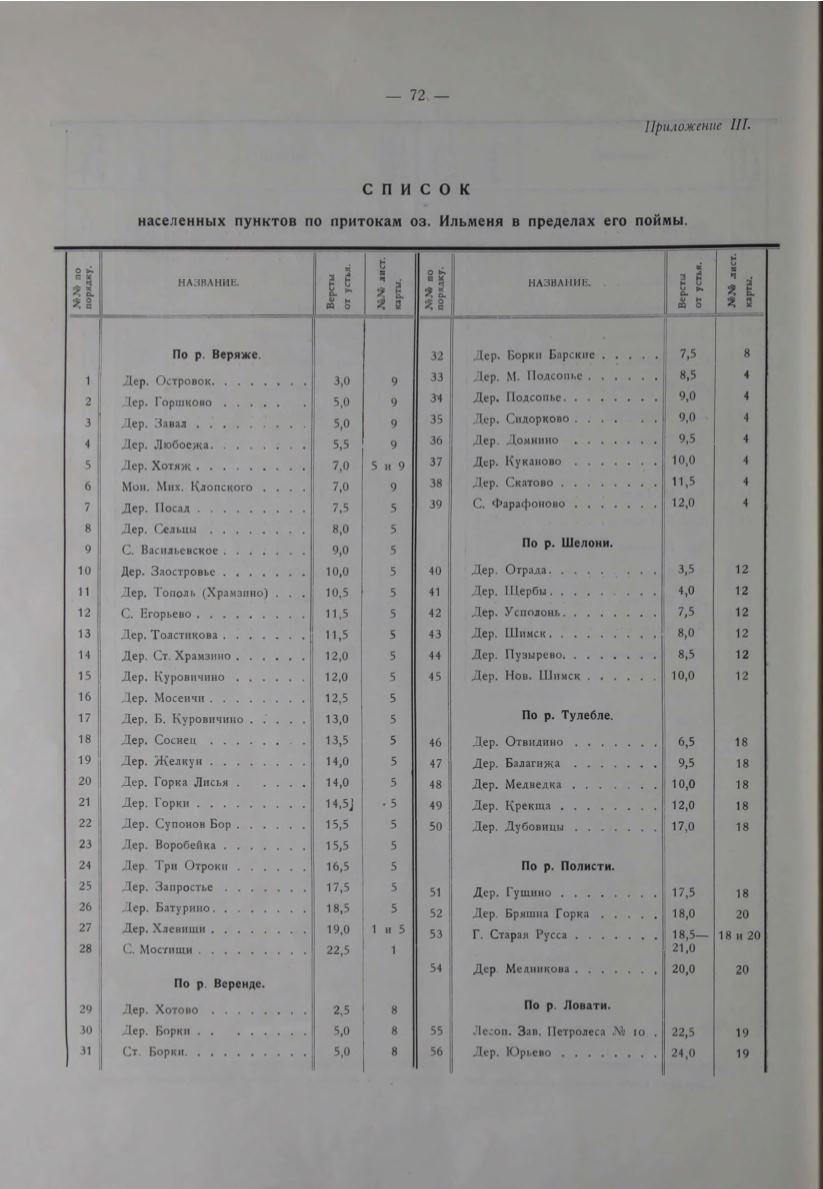 — 72 —
Приложение III.
СПИСОК
населенных пунктов по притокам оз. Ильменя в пределах его поймы.
№№ по порядку. НАЗВАНИЕ. Версты от устья. №№ лист. карты.
По р. Веряже.
1 Дер. Островок. . . . . . . . 3,0 9
2 Дер. Горшково . . . . . . 5,0 9
3 Дер. Завал . . . . . . . . . 5,0 9
4 Дер. Любоежа. . . . . . . . 5,5 9
5 Дер. Хотяж . . . . . . . . . 7,0 5 и 9
6 Мон. Мих. Клопского . . . . 7,0 9
7 Дер. Посад . . . . . . . . . 7,5 5
8 Дер. Сельцы . . . . . . . . 8,0 5
9 С. Васильевское . . . . . . . 9,0 5
10 Дер. Заостровье . . . . . . . 10,0 5
11 Дер. Тополь (Храмзино) . . . 10,5 5
12 С. Егорьево . . . . . . . . . 11,5 5
13 Дер. Толстикова . . . . . . . 11,5 5
14 Дер. Ст. Храмзино . . . . . . 12,0 5
15 Дер. Куровичино . . . . . . 12,0 5
16 Дер. Мосеичи . . . . . . . . 12,5 5
17 Дер. Б. Куровичино . . . . . 13,0 5
18 Дер. Соснец . . . . . . . . 13,5 5
19 Дер. Желкун . . . . . . . . 14,0 5
20 Дер. Горка Лисья . . . . . 14,0 5
21 Дер. Горки . . . . . . . . . 14,5 5
22 Дер. Супонов Бор . . . . . . 15,5 5
23 Дер. Воробейка . . . . . . . 15,5 5
24 Дер. Три Отроки . . . . . . 16,5 5
25 Дер. Запростье . . . . . . . 17,5 5
26 Дер. Батурино. . . . . . . . 18,5 5
27 Дер. Хлевищи . . . . . . . . 19,0 1 и 5
28 С. Мостищи . . . . . . . . . 22,5 1
По р. Веренде.
29 Дер. Хотово . . . . . . . . 2,5 8
30 Дер. Борки . . . . . . . . 5,0 8
31 Ст. Борки. . . . . . . . . . 5,0 8
№№ по порядку. НАЗВАНИЕ. Версты от устья. №№ лист. карты.
32 Дер. Борки Барские . . . . . 7,5 8
33 Дер. М. Подсопье . . . . . . 8,5 4
34 Дер. Подсопье. . . . . . . . 9,0 4
35 Дер. Сидорково . . . . . . 9,0 4
36 Дер. Домнино . . . . . . . 9,5 4
37 Дер. Куканово . . . . . . . 10,0 4
38 Дер. Скатово . . . . . . . . 11,5 4
39 С. Фарафоново . . . . . . . 12,0 4
По р. Шелони.
40 Дер. Отрада. . . . . . . . . 3,5 12
41 Дер. Щербы. . . . . . . . . 4,0 12
42 Дер. Усполонь. . . . . . . . 7,5 12
43 Дер. Шимск. . . . . . . . . 8,0 12
44 Дер. Пузырево. . . . . . . . 8,5 12
45 Дер. Нов. Шимск . . . . . . 10,0 12
По р. Тулебле.
46 Дер. Отвидино . . . . . . . 6,5 18
47 Дер. Балагижа . . . . . . . 9,5 18
48 Дер. Медведка . . . . . . . 10,0 18
49 Дер. Крекша . . . . . . . . 12,0 18
50 Дер. Дубовицы . . . . . . . 17,0 18
По р. Полисти.
51 Дер. Гущино . . . . . . . . 17,5 18
52 Дер. Бряшна Горка . . . . . 18,0 20
53 Г. Старая Русса . . . . . . . 18,5— 18 и 20
21,0
54 Дер. Медникова . . . . . . . 20,0 20
По р. Ловати.
55 Лесоп. Зав. Петролеса № 10 . 22,5 19
56 Дер. Юрьево . . . . . . . . 24,0 19